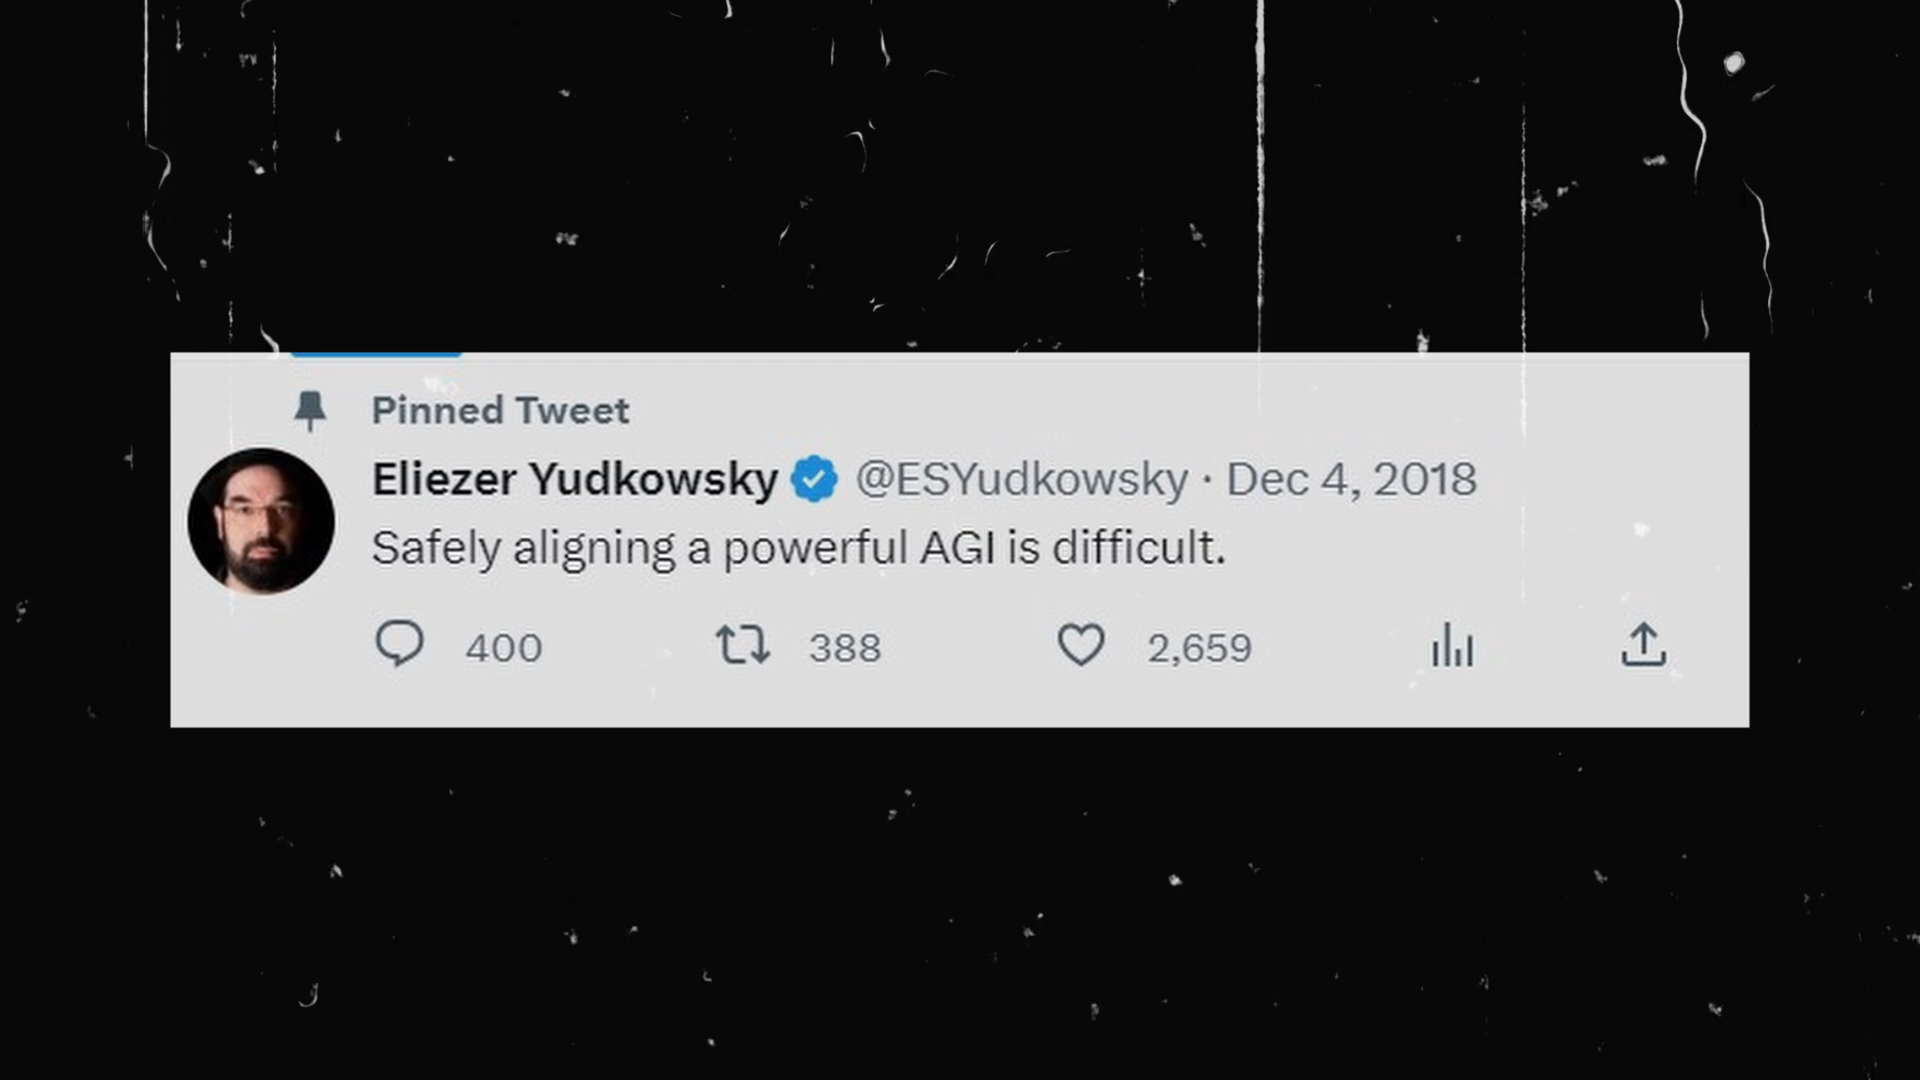 Pinned Tweet
Eliezer Yudkowsky @ESYudkowsky · Dec 4, 2018
Safely aligning a powerful AGI is difficult.
400 388 2,659